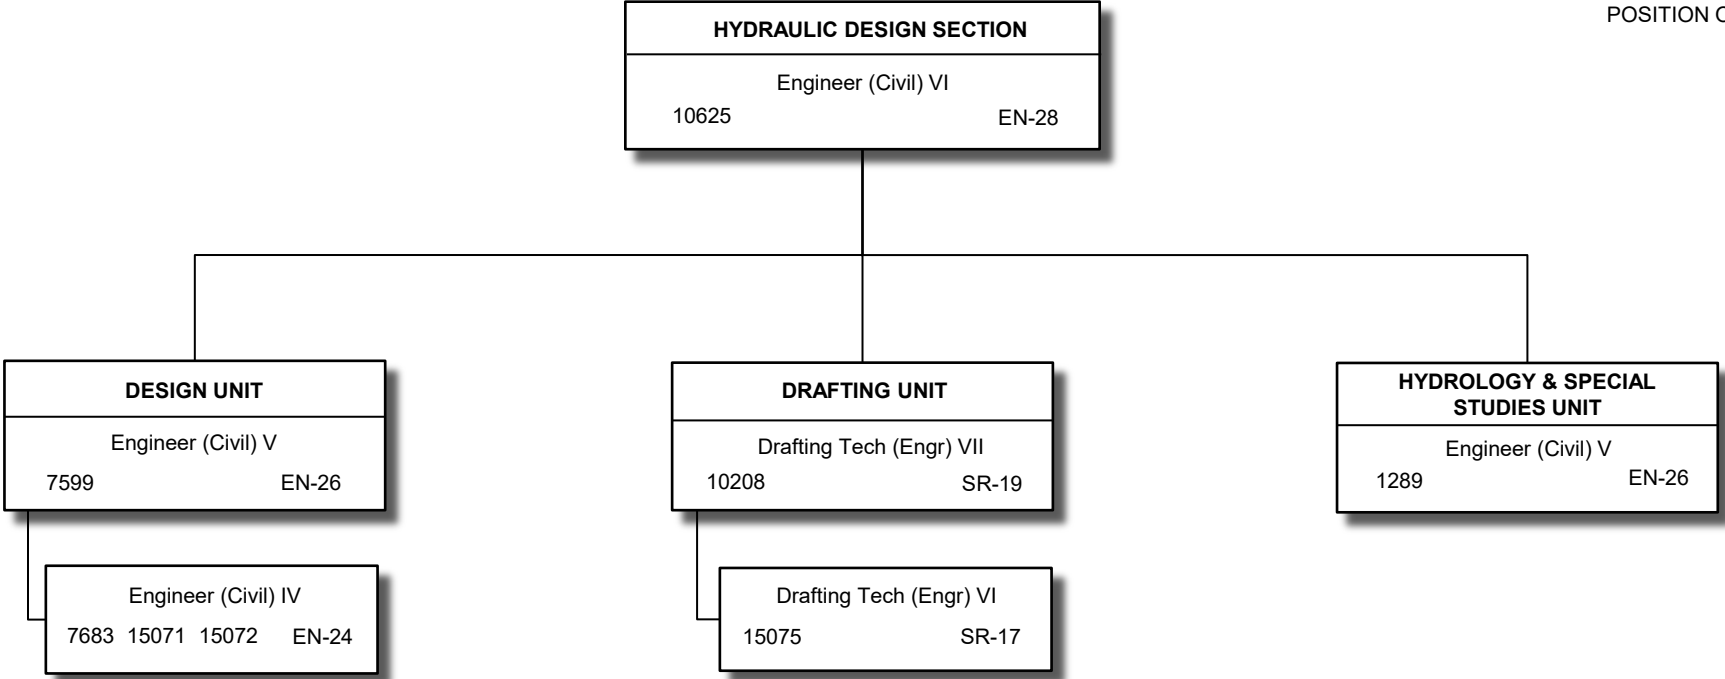 POSITION
HYDRAULIC DESIGN SECTION
Engineer (Civil) VI
10625 EN-28
DESIGN UNIT
Engineer (Civil) V
7599 EN-26
Engineer (Civil) IV
7683 15071 15072 EN-24
DRAFTING UNIT
Drafting Tech (Engr) VII
10208 SR-19
Drafting Tech (Engr) VI
15075 SR-17
HYDROLOGY & SPECIAL
STUDIES UNIT
Engineer (Civil) V
1289 EN-26